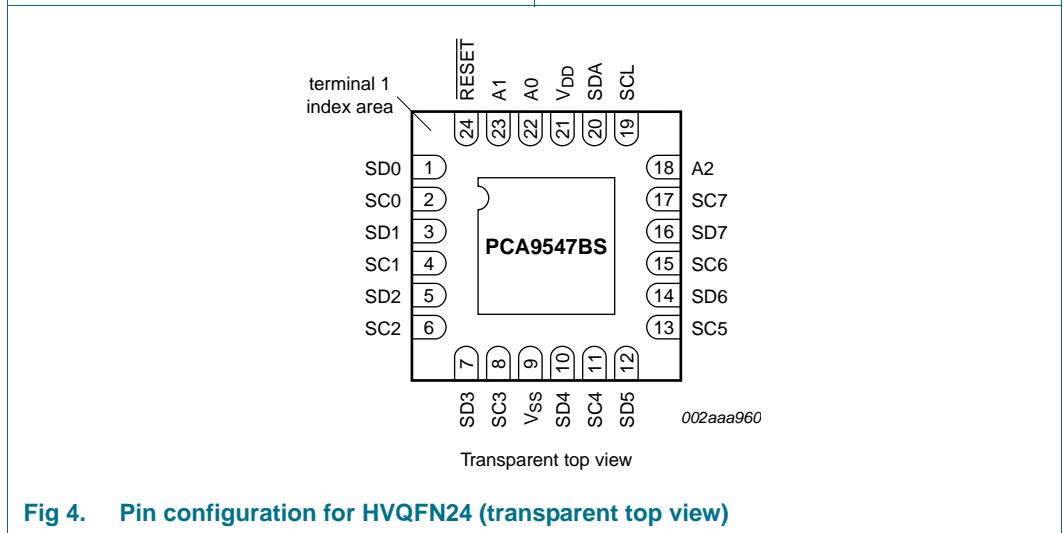 RESET A1 A0 VDD SDA SCL
terminal 1
index area
24 23 22 21 20 19
SD0 1 18 A2
SC0 2 17 SC7
SD1 3 16 SD7
PCA9547BS
SC1 4 15 SC6
SD2 5 14 SD6
SC2 6 13 SC5
7 8 9 10 11 12
SD3 SC3 VSS SD4 SC4 SD5
002aaa960
Transparent top view
Fig 4. Pin configuration for HVQFN24 (transparent top view)